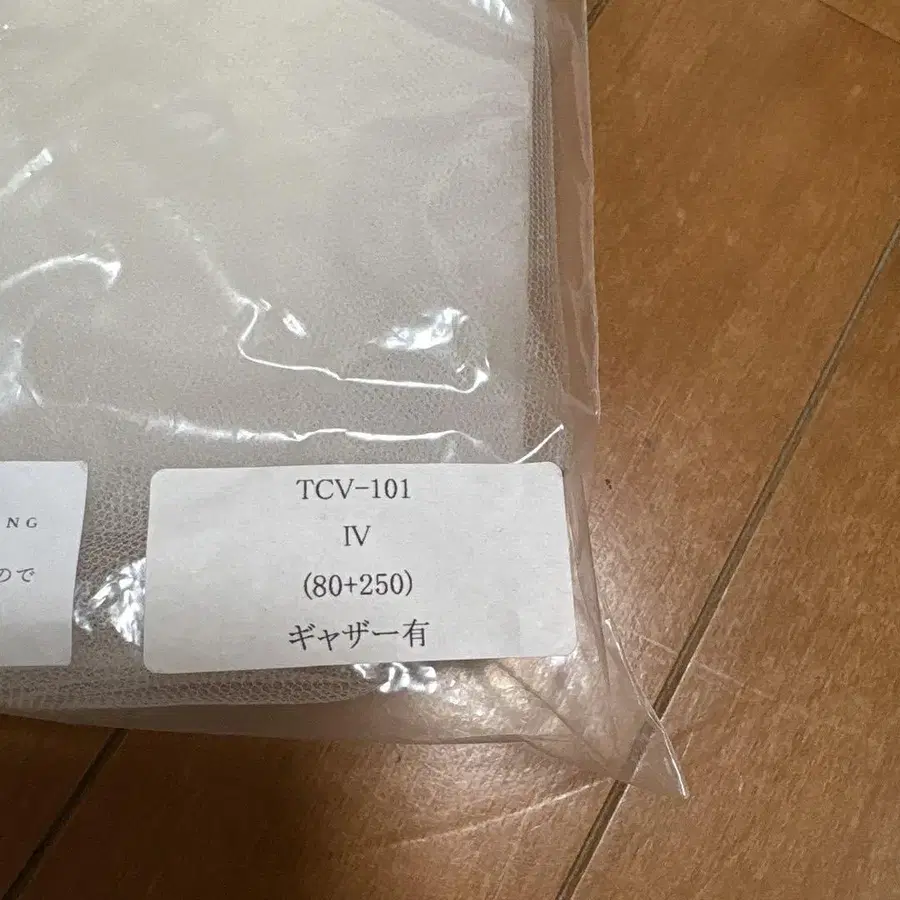 NG
ので
TCV-101
IV
(80+250)
ギャザー有